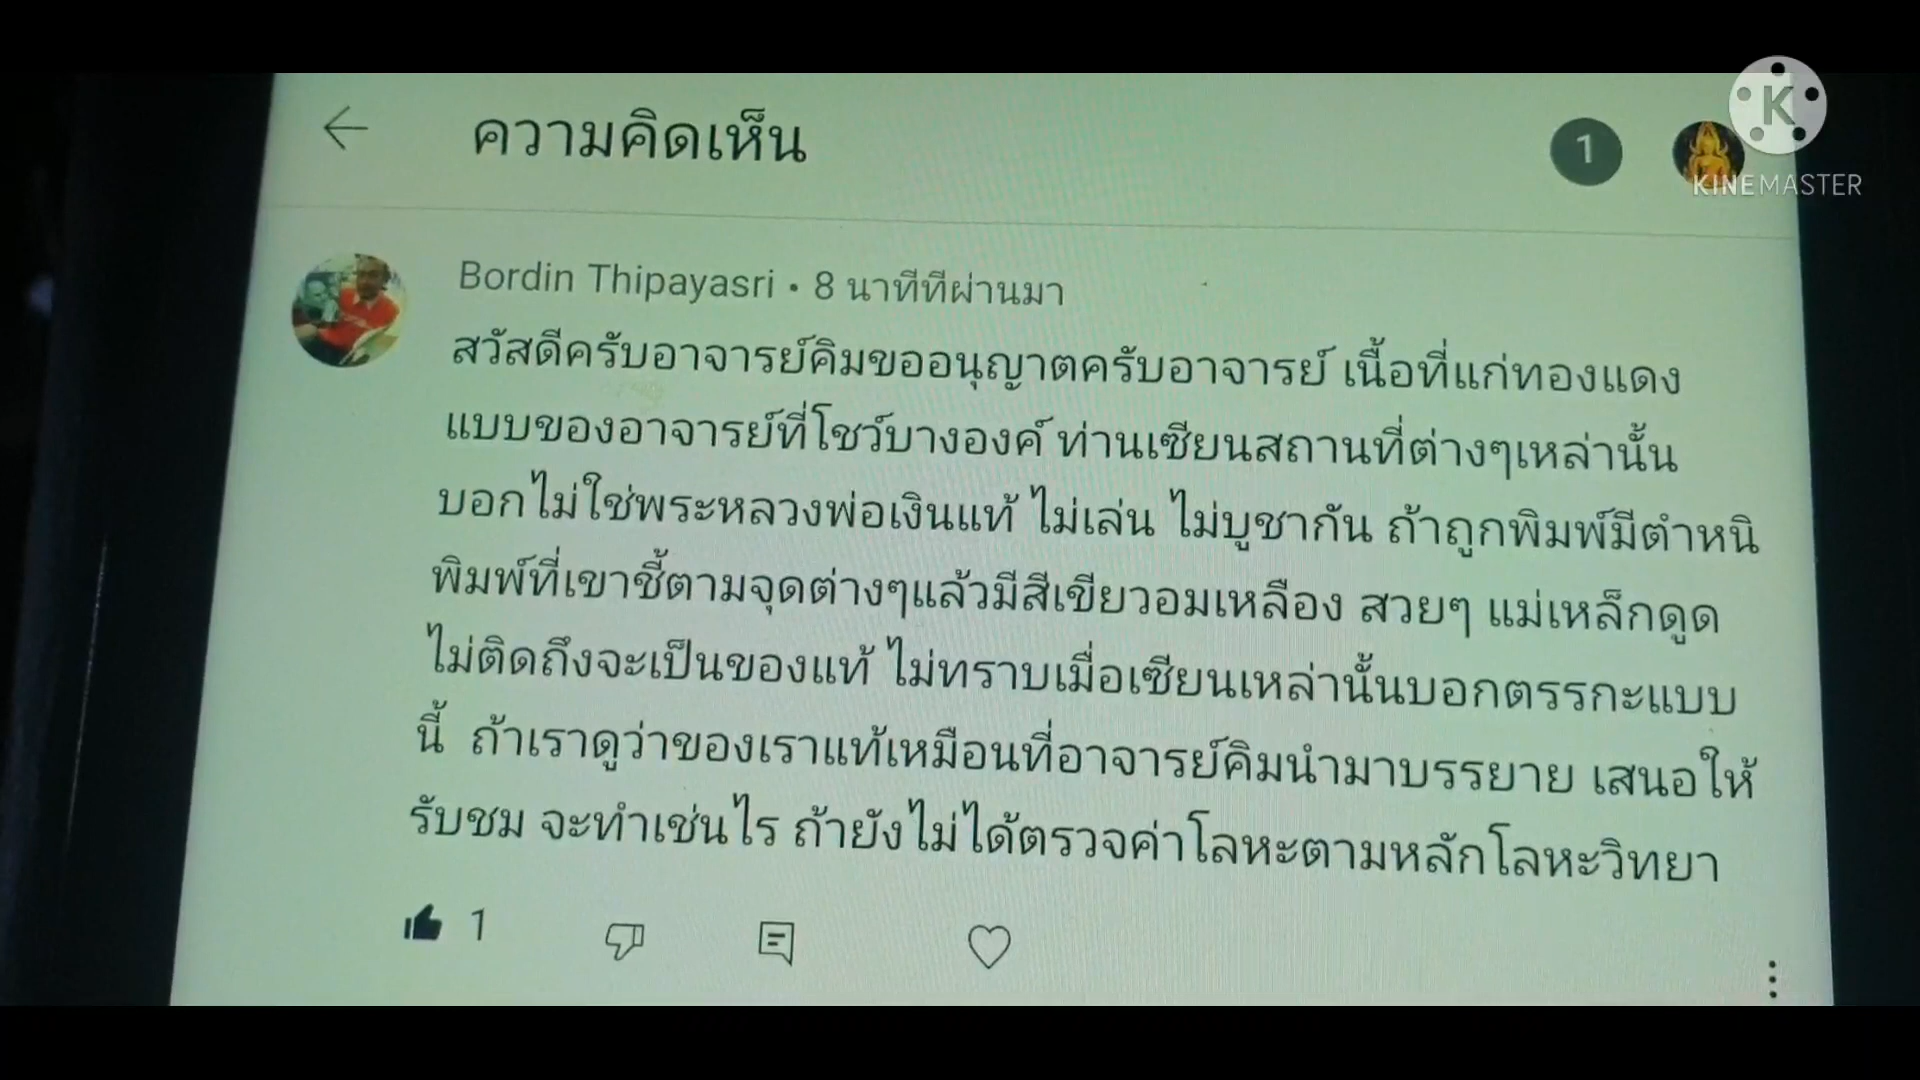 ความคิดเห็น
1
K
KINEMASTER
Bordin Thipayasri • 8 นาทีที่ผ่านมา
สวัสดีครับอาจารย์คิมขออนุญาตครับอาจารย์ เนื้อที่แก่ทองแดง
แบบของอาจารย์ที่โชว์บางองค์ ท่านเซียนสถานที่ต่างๆเหล่านั้น
บอกไม่ใช่พระหลวงพ่อเงินแท้ ไม่เล่น ไม่บูชากัน ถ้าถูกพิมพ์มีตำหนิ
พิมพ์ที่เขาชี้ตามจุดต่างๆแล้วมีสีเขียวอมเหลือง สวยๆ แม่เหล็กดูด
ไม่ติดถึงจะเป็นของแท้ ไม่ทราบเมื่อเซียนเหล่านั้นบอกตรรกะแบบ
นี้ ถ้าเราดูว่าของเราแท้เหมือนที่อาจารย์คิมนำมาบรรยาย เสนอให้
รับชม จะทำเช่นไร ถ้ายังไม่ได้ตรวจค่าโลหะตามหลักโลหะวิทยา
1